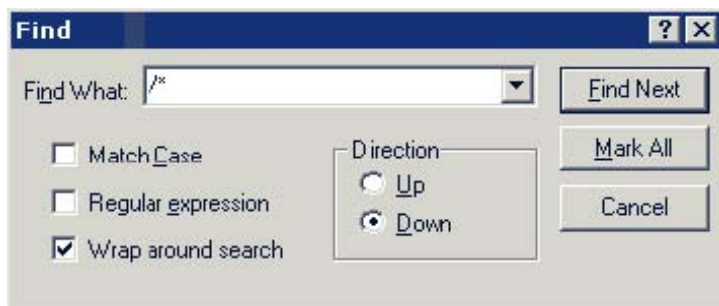 Find
Find What: /*
Find Next
Match Case
Direction
Mark All
Up
Regular expression
Cancel
Down
Wrap around search